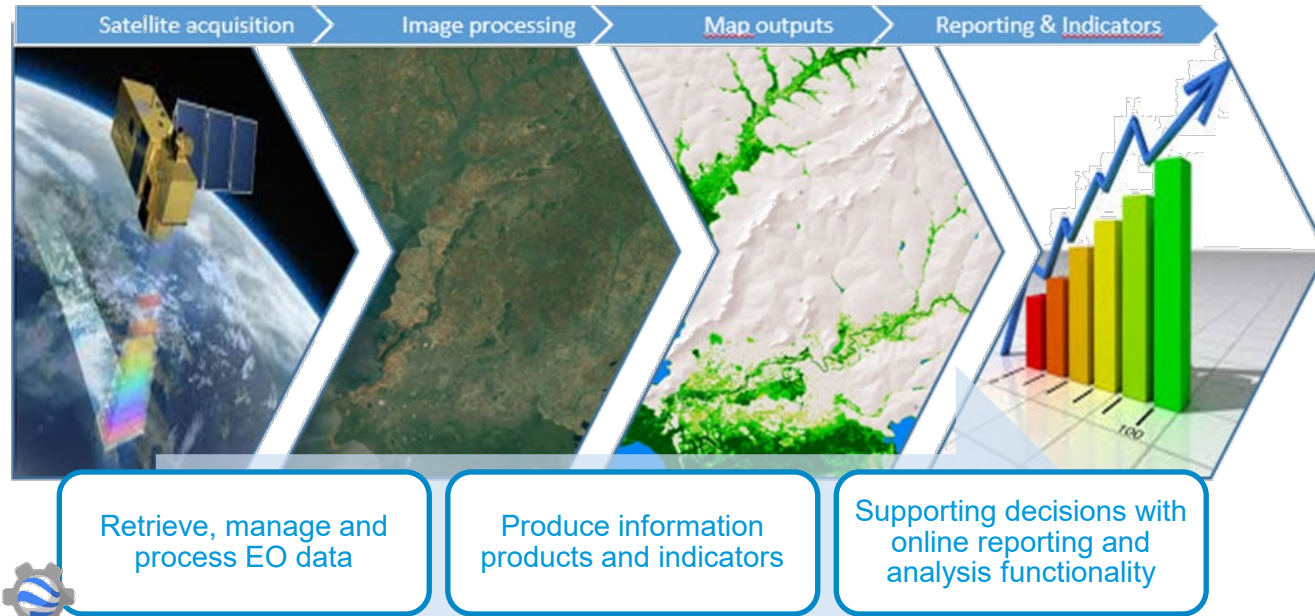 Satellite acquisition
Image processing
Map outputs
Reporting & Indicators
100
Retrieve, manage and
process EO data
Produce information
products and indicators
Supporting decisions with
online reporting and
analysis functionality